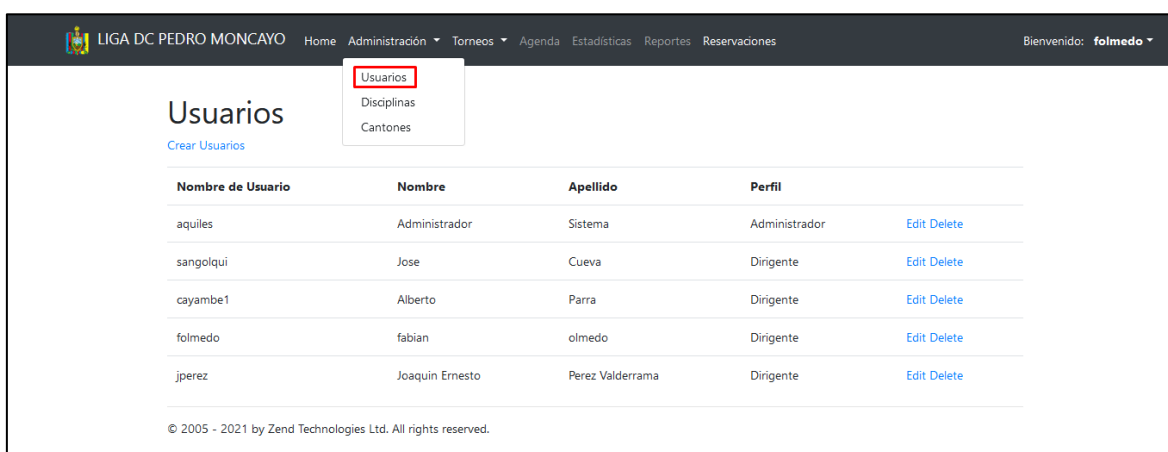 LIGA DC PEDRO MONCAYO Home Administración Torneos Agenda Estadísticas Reportes Reservaciones Bienvenido: folmedo
Usuarios
Disciplinas
Cantones
Usuarios
Crear Usuarios
Nombre de Usuario Nombre Apellido Perfil
aquiles Administrador Sistema Administrador Edit Delete
sangolqui Jose Cueva Dirigente Edit Delete
cayambe1 Alberto Parra Dirigente Edit Delete
folmedo fabian olmedo Dirigente Edit Delete
jperez Joaquin Ernesto Perez Valderrama Dirigente Edit Delete
© 2005 - 2021 by Zend Technologies Ltd. All rights reserved.